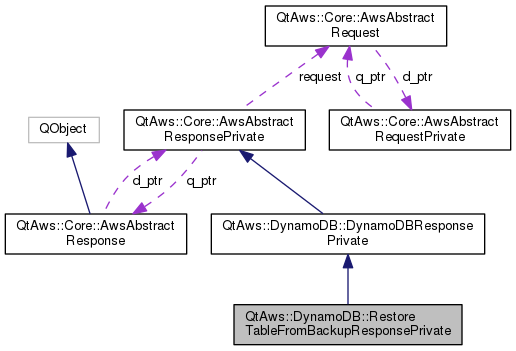 QtAws::Core::AwsAbstract
Request
request
q_ptr
d_ptr
QObject
QtAws::Core::AwsAbstract
ResponsePrivate
QtAws::Core::AwsAbstract
RequestPrivate
d_ptr
q_ptr
QtAws::Core::AwsAbstract
Response
QtAws::DynamoDB::DynamoDBResponse
Private
QtAws::DynamoDB::Restore
TableFromBackupResponsePrivate